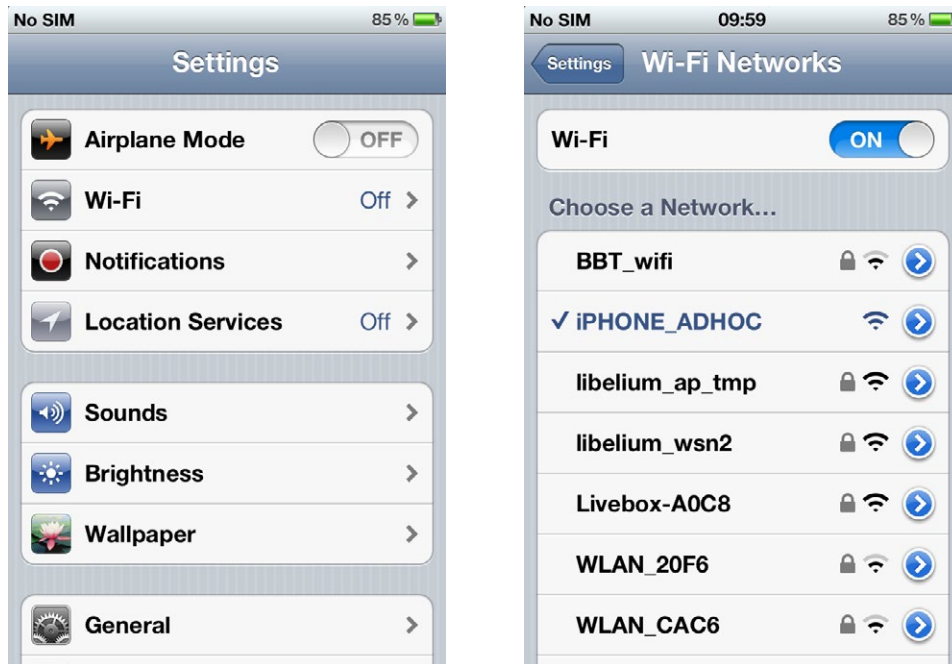 No SIM 85 %
Settings
Airplane Mode OFF
Wi-Fi Off
Notifications
Location Services Off
Sounds
Brightness
Wallpaper
General
No SIM 09:59 85 %
Settings Wi-Fi Networks
Wi-Fi ON
Choose a Network...
BBT_wifi
iPHONE_ADHOC
libelium_ap_tmp
libelium_wsn2
Livebox-A0C8
WLAN_20F6
WLAN_CAC6